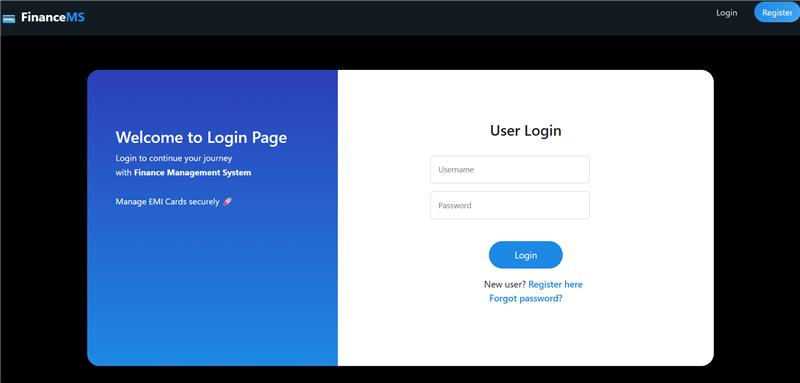 FinanceMS
Login
Register
Welcome to Login Page
Login to continue your journey
with Finance Management System
Manage EMI Cards securely 🚀
User Login
Username
Password
Login
New user? Register here
Forgot password?